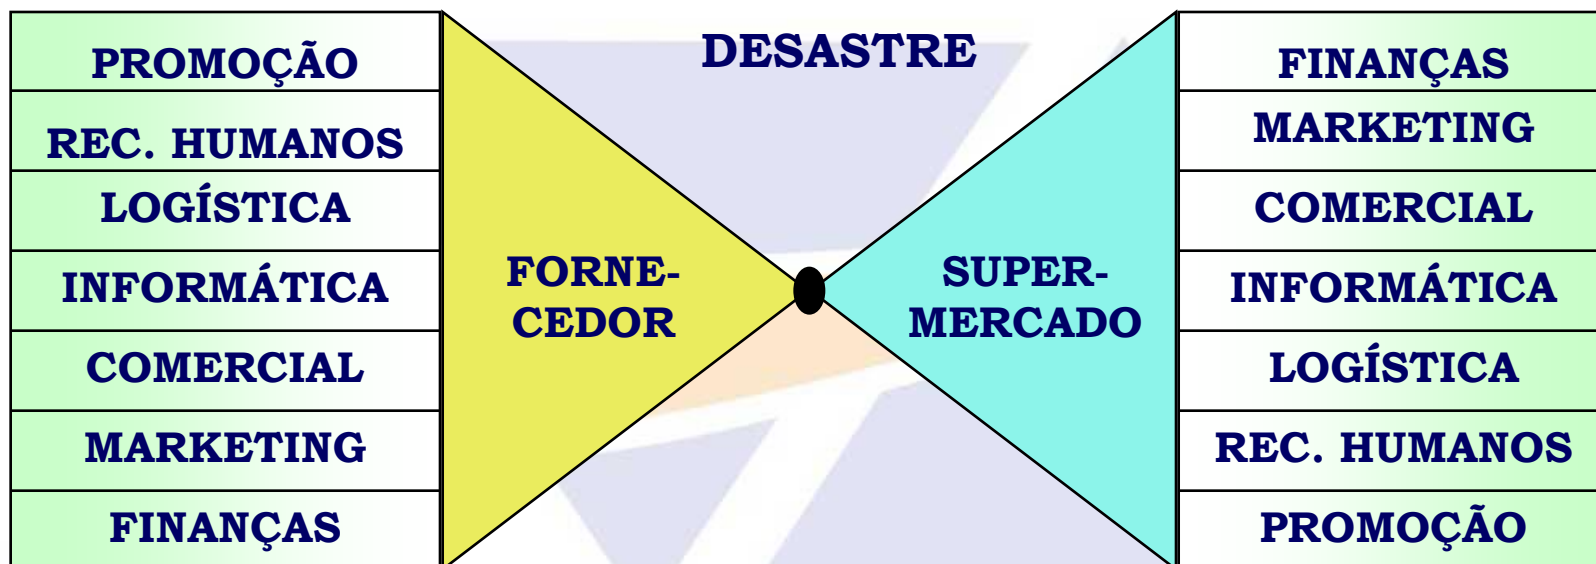 DESASTRE
PROMOÇÃO
REC. HUMANOS
LOGÍSTICA
INFORMÁTICA
COMERCIAL
MARKETING
FINANÇAS
FORNE-
CEDOR
SUPER-
MERCADO
FINANÇAS
MARKETING
COMERCIAL
INFORMÁTICA
LOGÍSTICA
REC. HUMANOS
PROMOÇÃO